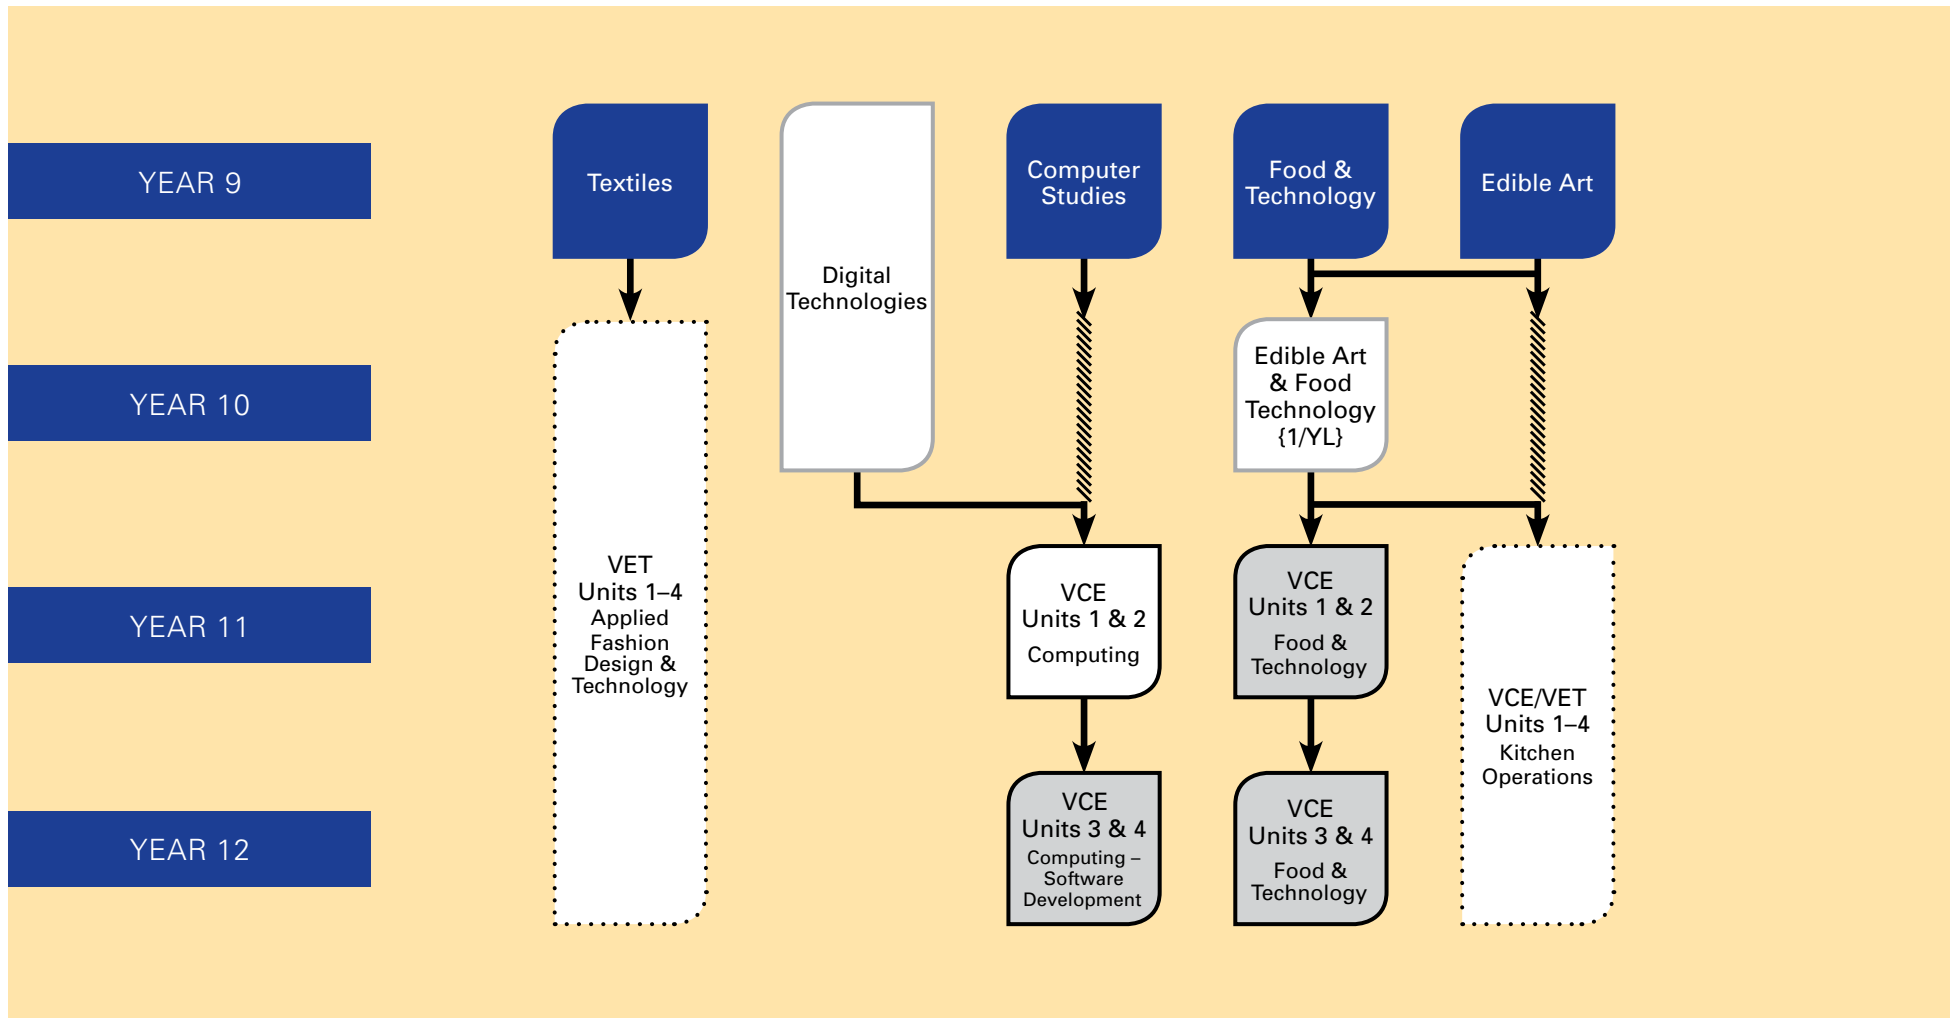 YEAR 9
Textiles
Computer
Studies
Food &
Technology
Edible Art
Digital
Technologies
YEAR 10
Edible Art
& Food
Technology
{1/YL}
YEAR 11
VET
Units 1–4
Applied
Fashion
Design &
Technology
VCE
Units 1 & 2
Computing
VCE
Units 1 & 2
Food &
Technology
VCE/VET
Units 1–4
Kitchen
Operations
YEAR 12
VCE
Units 3 & 4
Computing –
Software
Development
VCE
Units 3 & 4
Food &
Technology